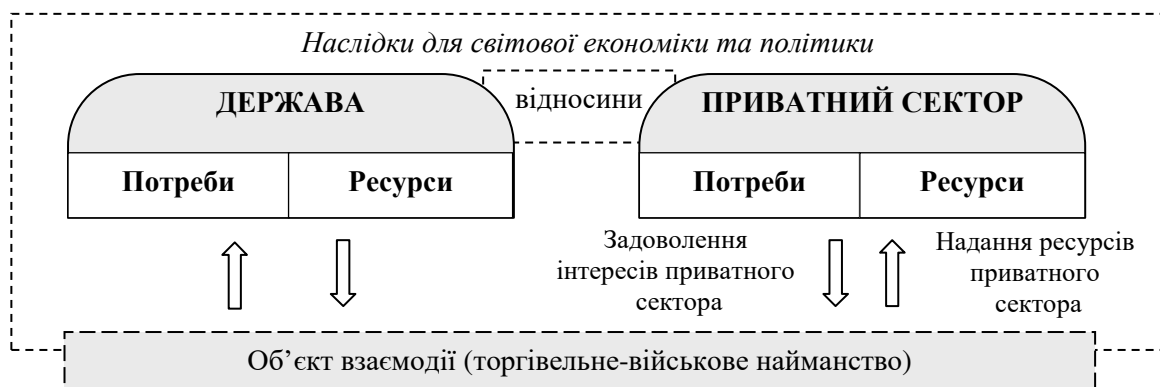 Наслідки для світової економіки та політики
ДЕРЖАВА
відносини
ПРИВАТНИЙ СЕКТОР
Потреби
Ресурси
Потреби
Ресурси
Задоволення
інтересів приватного
сектора
Надання ресурсів
приватного
сектора
Об’єкт взаємодії (торгівельне-військове найманство)